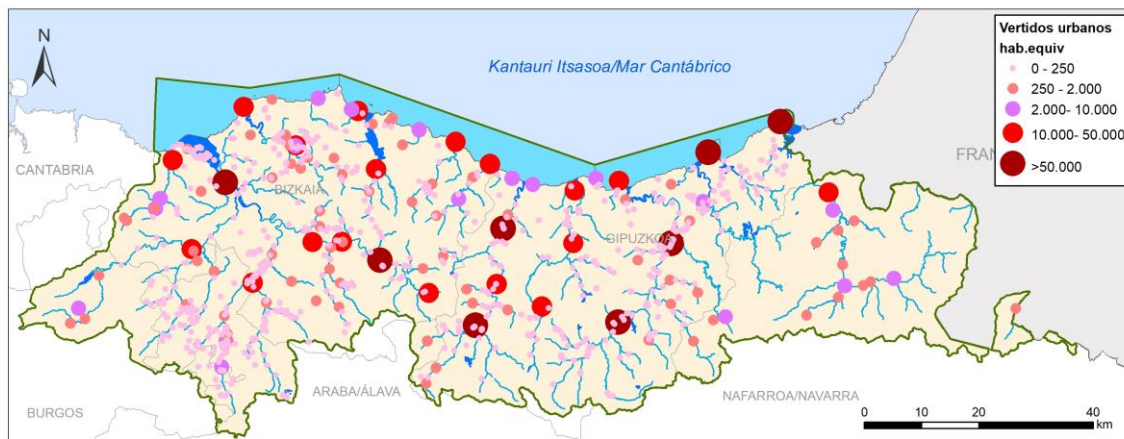 N
Kantauri Itsasoa/Mar Cantábrico
Vertidos urbanos
hab.equiv
0 - 250
250 - 2.000
2.000- 10.000
10.000- 50.000
>50.000
CANTABRIA
FRAN
BIZKAIA
GIPUZKOA
ARABA/ÁLAVA
NAFARROA/NAVARRA
BURGOS
0 10 20 40
km